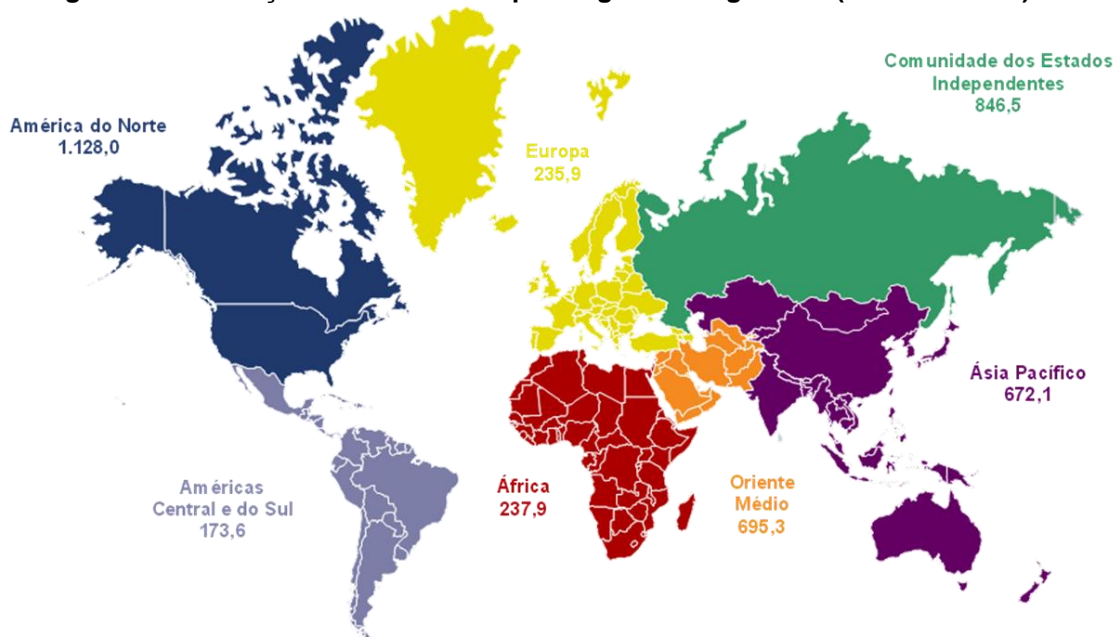 América do Norte
1.128,0
Europa
235,9
Comunidade dos Estados
Independentes
846,5
Ásia Pacífico
672,1
Américas
Central e do Sul
173,6
África
237,9
Oriente
Médio
695,3